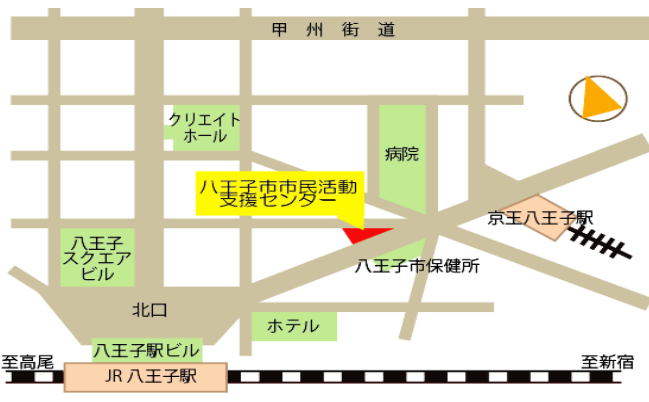 甲州街道
クリエイト
ホール
病院
八王子市市民活動
支援センター
京王八王子駅
八王子
スクエア
ビル
八王子市保健所
北口
ホテル
八王子駅ビル
至高尾
至新宿
JR 八王子駅